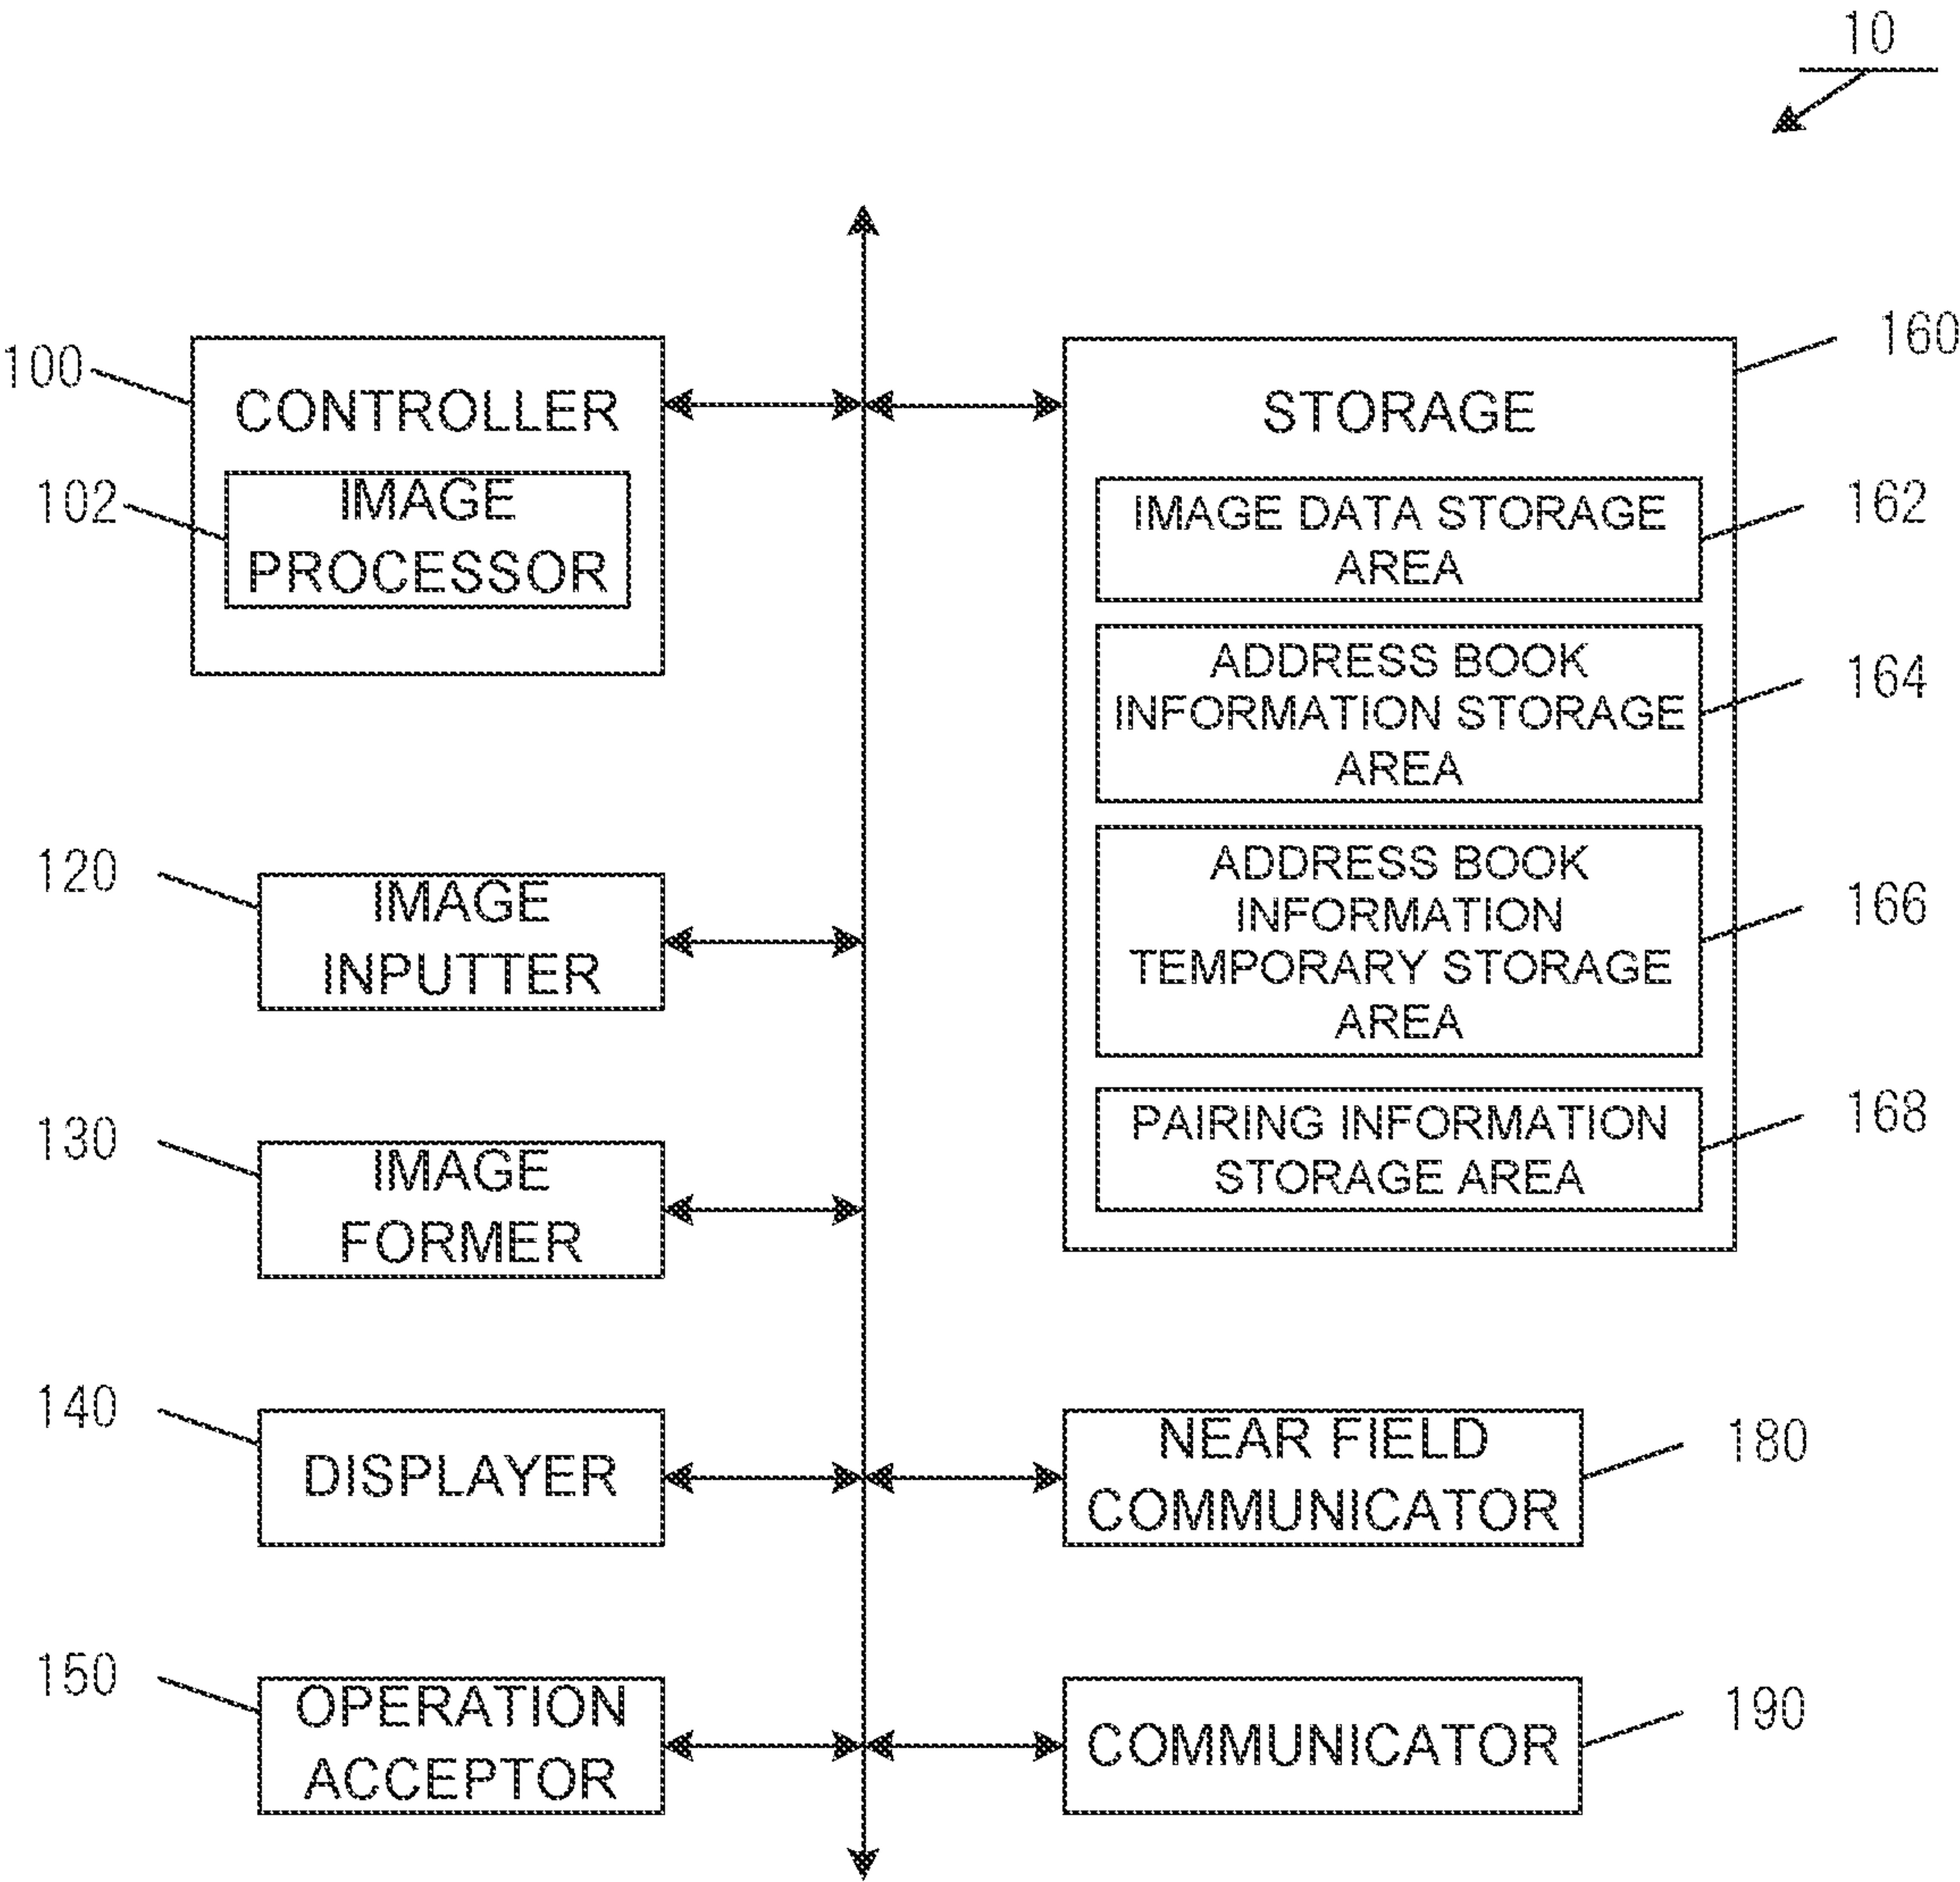 10
100
CONTROLLER
102
IMAGE
PROCESSOR
120
IMAGE
INPUTTER
130
IMAGE
FORMER
140
DISPLAYER
150
OPERATION
ACCEPTOR
160
STORAGE
IMAGE DATA STORAGE
AREA
162
ADDRESS BOOK
INFORMATION STORAGE
AREA
164
ADDRESS BOOK
INFORMATION
TEMPORARY STORAGE
AREA
166
PAIRING INFORMATION
STORAGE AREA
168
NEAR FIELD
COMMUNICATOR
180
COMMUNICATOR
190